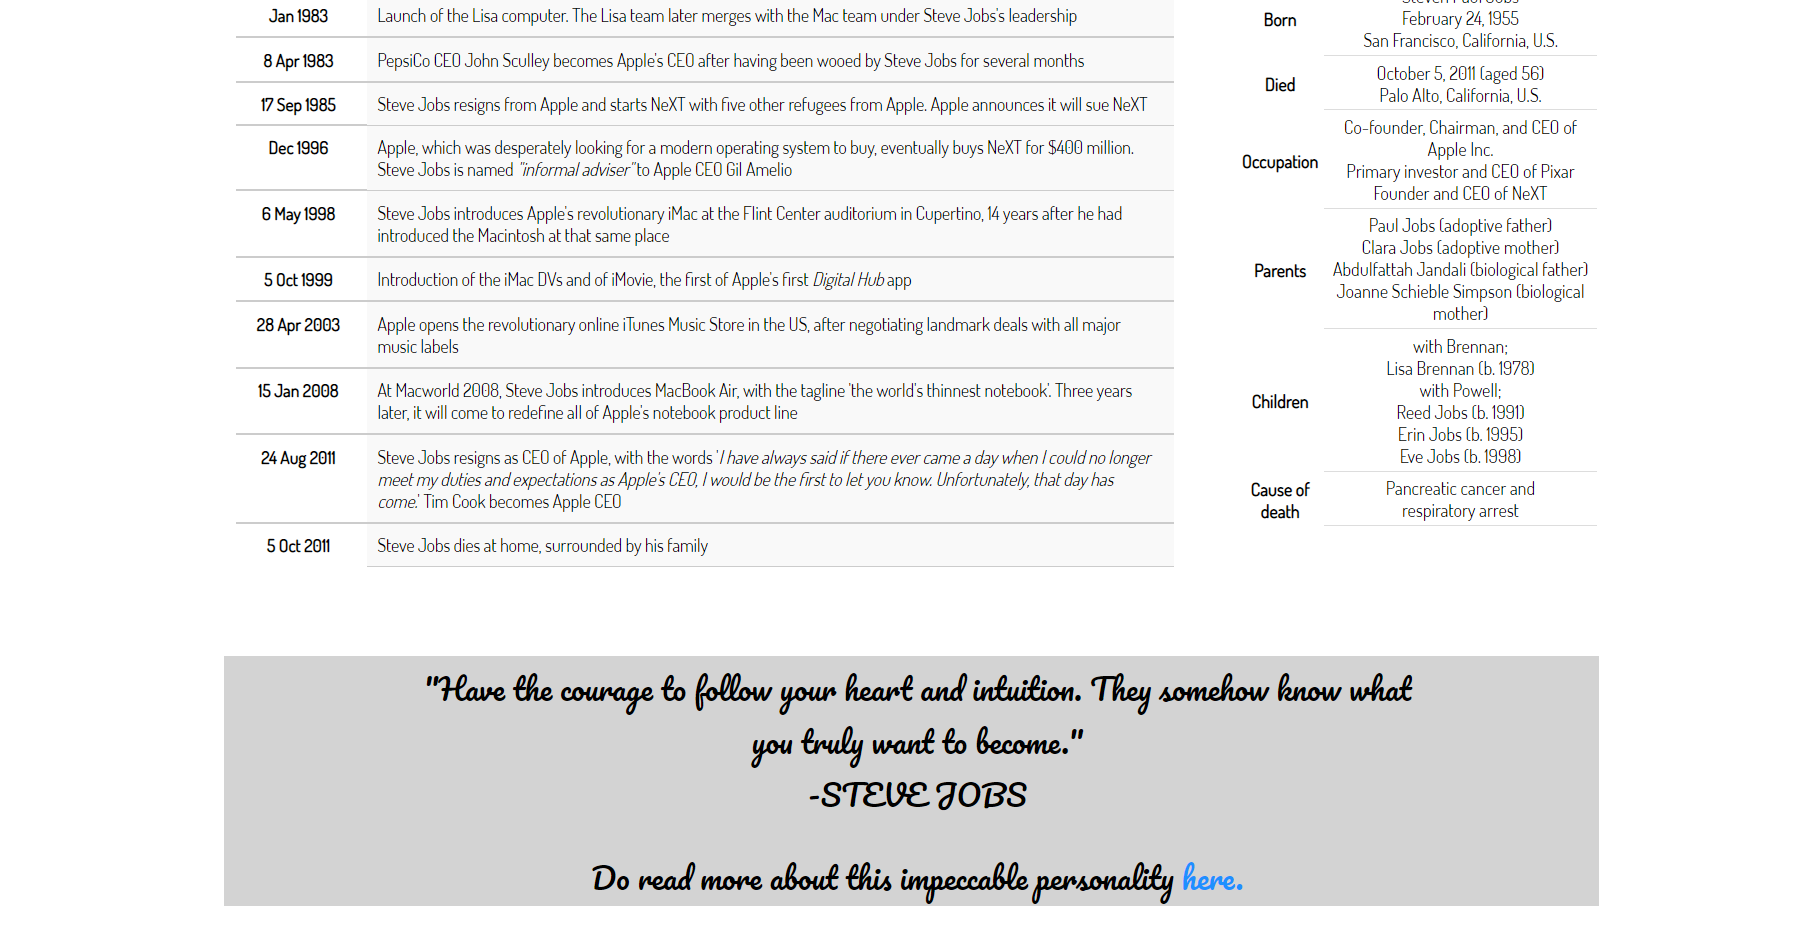 Jan 1983
Launch of the Lisa computer. The Lisa team later merges with the Mac team under Steve Jobs's leadership
8 Apr 1983
PepsiCo CEO John Sculley becomes Apple's CEO after having been wooed by Steve Jobs for several months
17 Sep 1985
Steve Jobs resigns from Apple and starts NeXT with five other refugees from Apple. Apple announces it will sue NeXT
Dec 1996
Apple, which was desperately looking for a modern operating system to buy, eventually buys NeXT for $400 million.
Steve Jobs is named "informal adviser" to Apple CEO Gil Amelio
6 May 1998
Steve Jobs introduces Apple's revolutionary iMac at the Flint Center auditorium in Cupertino, 14 years after he had
introduced the Macintosh at that same place
5 Oct 1999
Introduction of the iMac DVs and of iMovie, the first of Apple's first Digital Hub app
28 Apr 2003
Apple opens the revolutionary online iTunes Music Store in the US, after negotiating landmark deals with all major
music labels
15 Jan 2008
At Macworld 2008, Steve Jobs introduces MacBook Air, with the tagline 'the world's thinnest notebook'. Three years
later, it will come to redefine all of Apple's notebook product line
24 Aug 2011
Steve Jobs resigns as CEO of Apple, with the words 'I have always said if there ever came a day when I could no longer
meet my duties and expectations as Apple's CEO, I would be the first to let you know. Unfortunately, that day has
come.' Tim Cook becomes Apple CEO
5 Oct 2011
Steve Jobs dies at home, surrounded by his family
Steven Paul Jobs
Born
February 24, 1955
San Francisco, California, U.S.
Died
October 5, 2011 (aged 56)
Palo Alto, California, U.S.
Occupation
Co-founder, Chairman, and CEO of
Apple Inc.
Primary investor and CEO of Pixar
Founder and CEO of NeXT
Parents
Paul Jobs (adoptive father)
Clara Jobs (adoptive mother)
Abdulfattah Jandali (biological father)
Joanne Schieble Simpson (biological
mother)
Children
with Brennan;
Lisa Brennan (b. 1978)
with Powell;
Reed Jobs (b. 1991)
Erin Jobs (b. 1995)
Eve Jobs (b. 1998)
Cause of
death
Pancreatic cancer and
respiratory arrest
"Have the courage to follow your heart and intuition. They somehow know what
you truly want to become."
-STEVE JOBS
Do read more about this impeccable personality here.